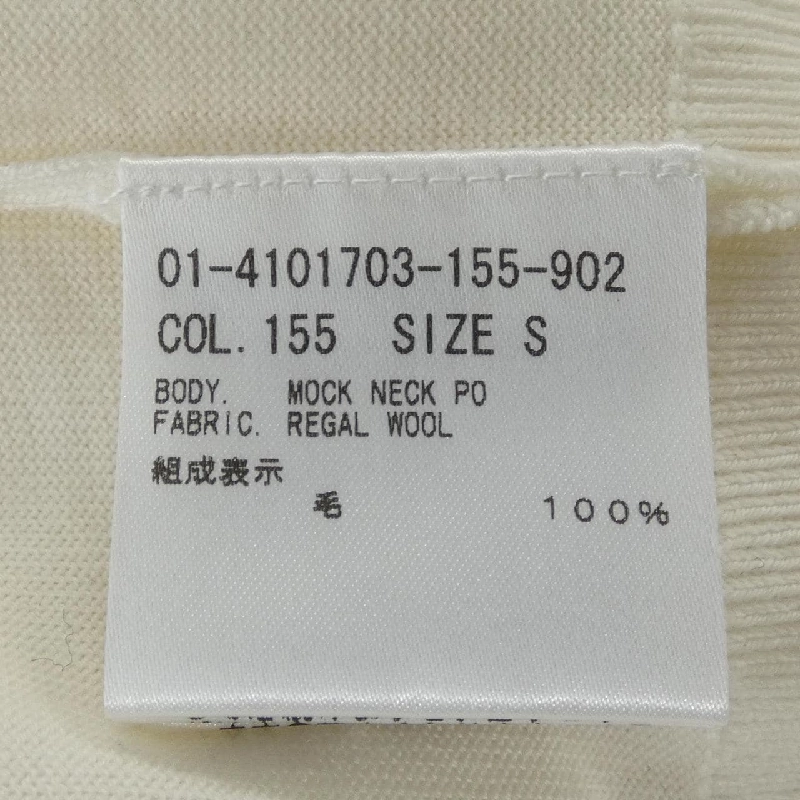 01-4101703-155-902
COL. 155 SIZE S
BODY. MOCK NECK PO
FABRIC. REGAL WOOL
組成表示
毛 100%